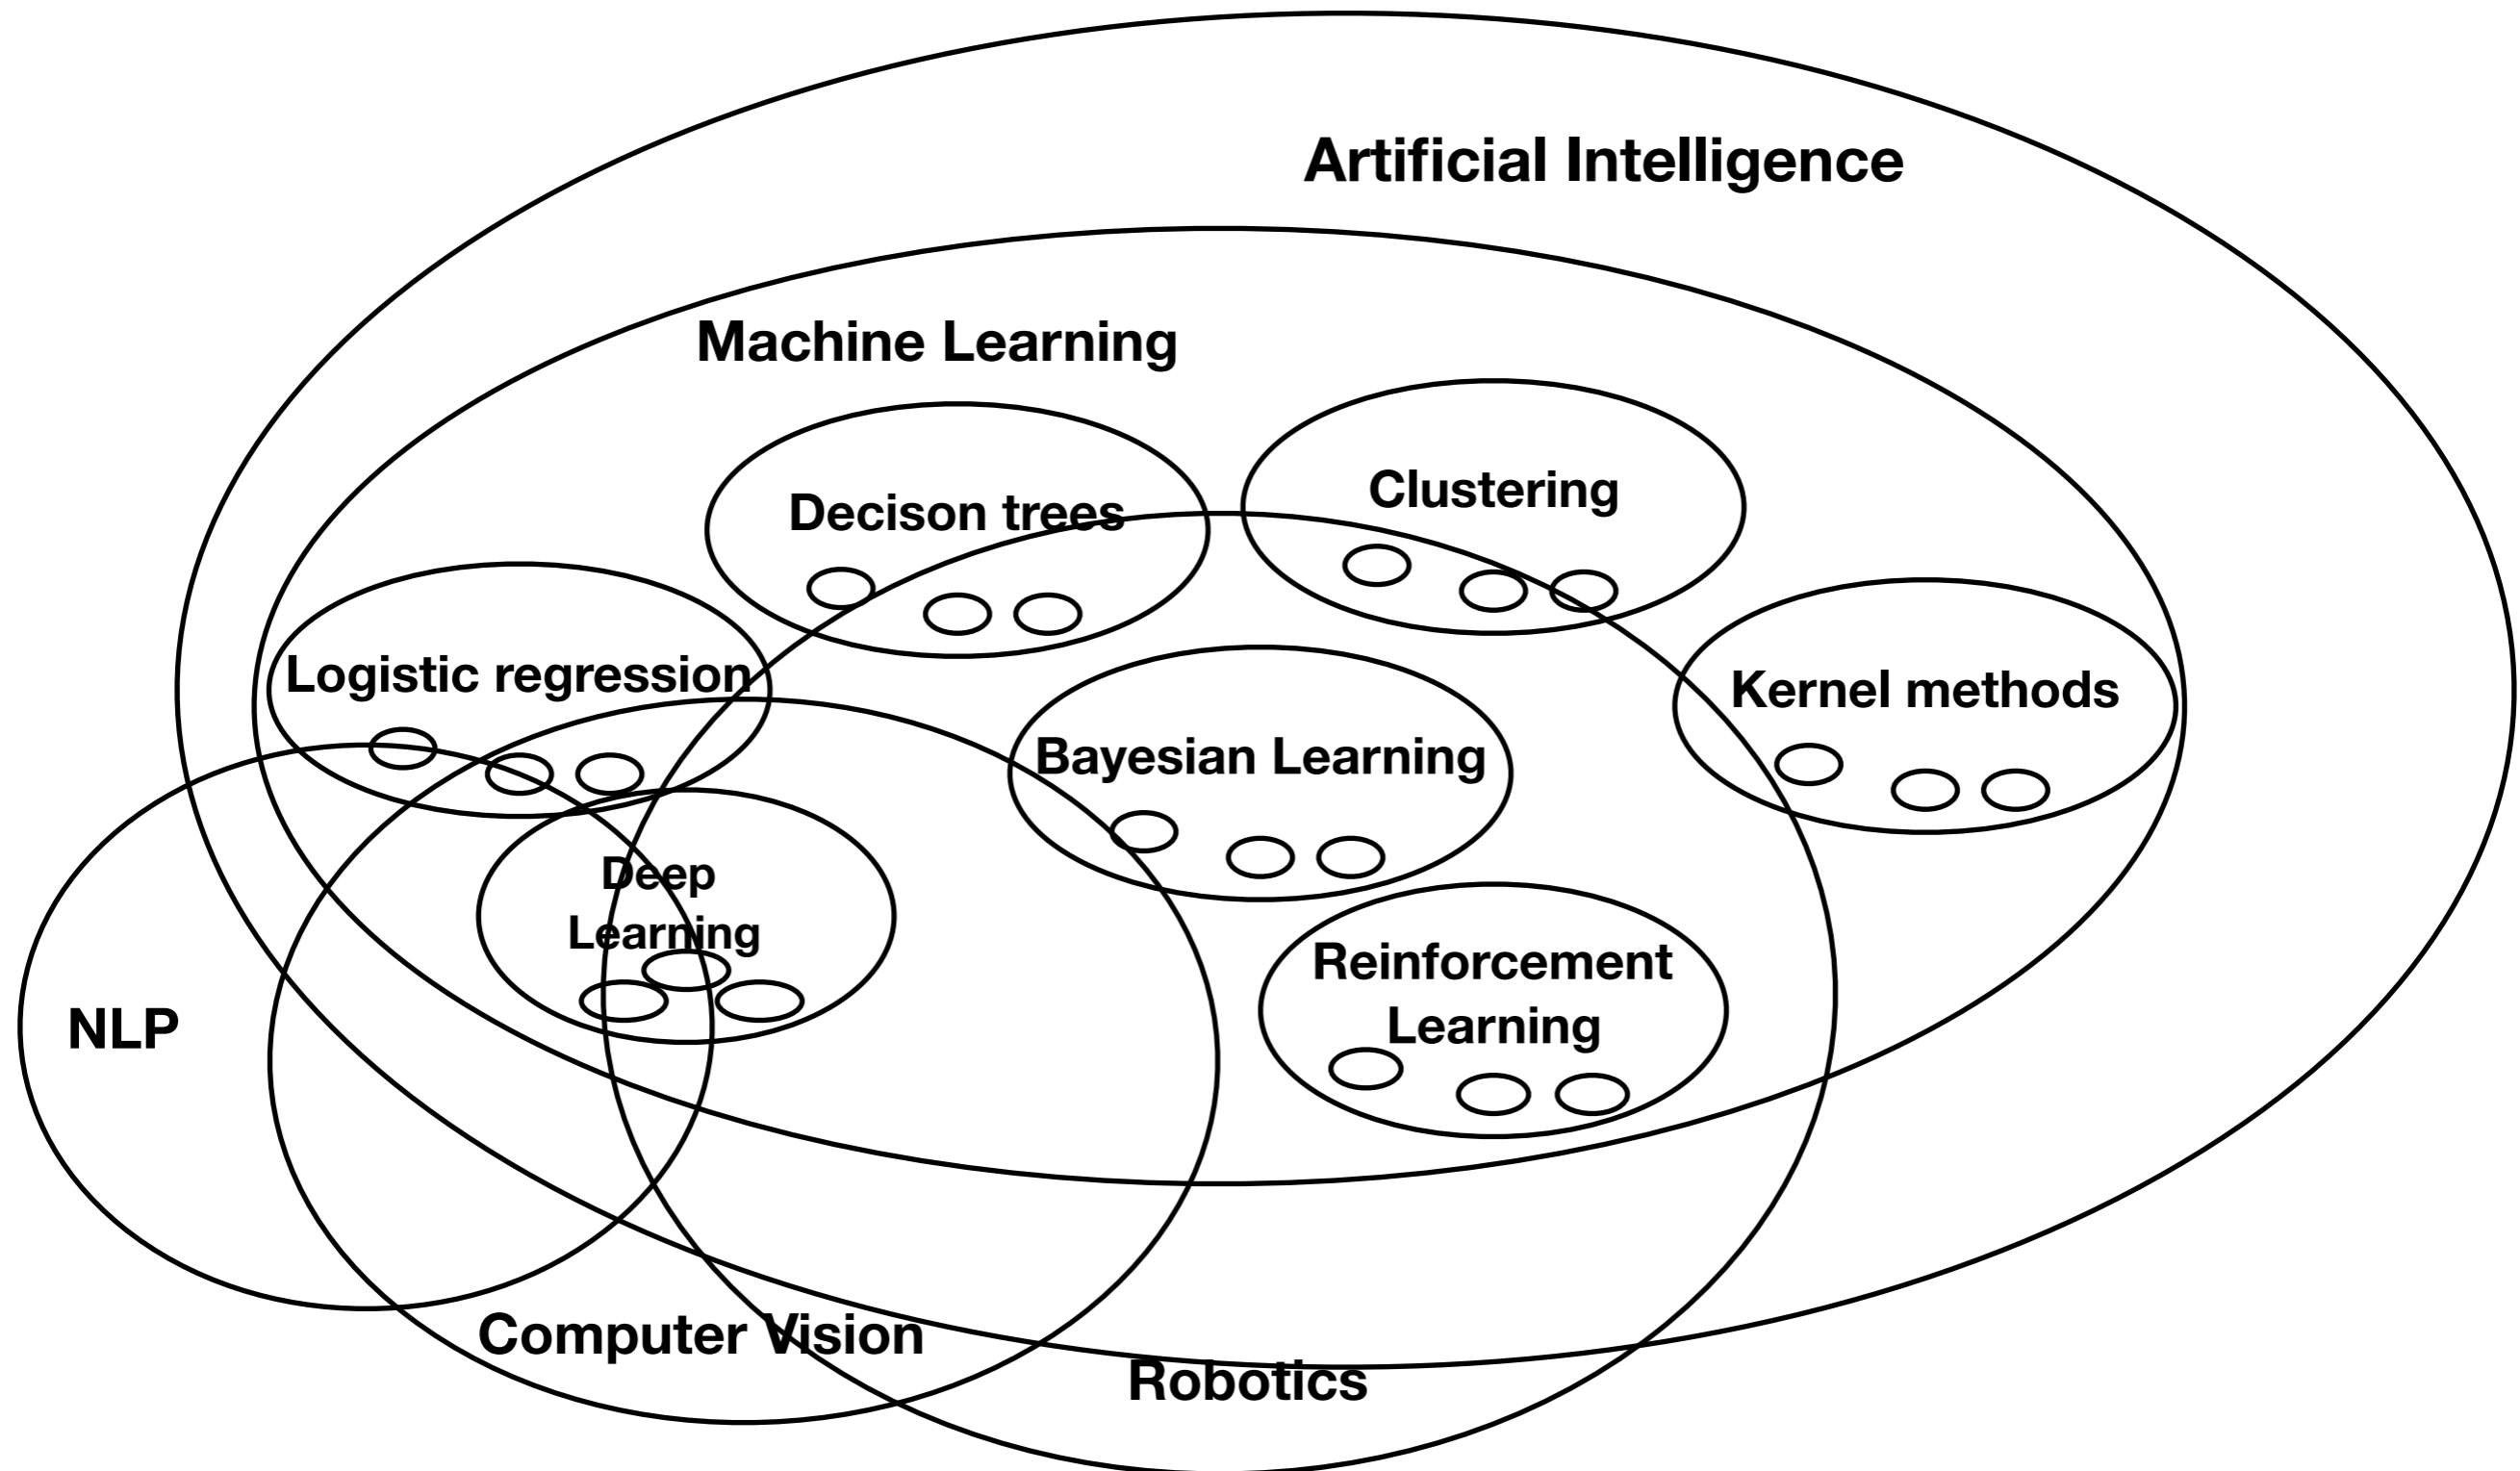 Artificial Intelligence
Machine Learning
Clustering
Decison trees
Logistic regression
Kernel methods
Bayesian Learning
Deep
Learning
Reinforcement
Learning
NLP
Computer Vision
Robotics